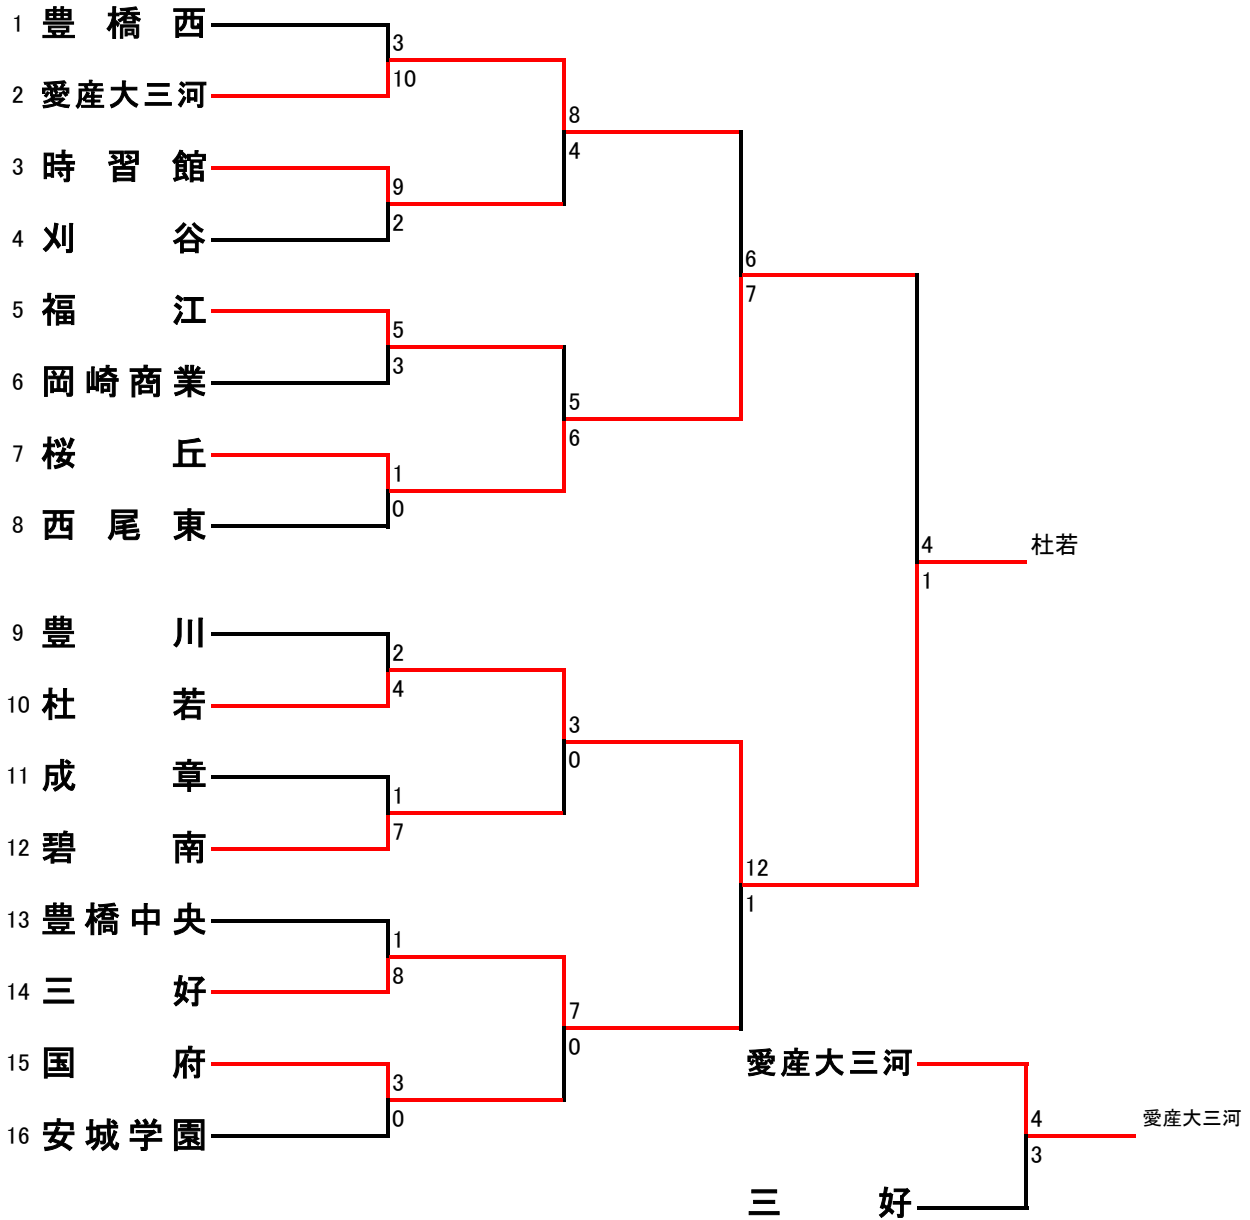 1 豊橋西
3
10
2 愛産大三河
8
4
3 時習館
9
2
4 刈谷
6
7
5 福江
5
3
6 岡崎商業
5
6
7 桜丘
1
0
8 西尾東
4
1
杜若
9 豊川
2
4
10 杜若
3
0
11 成章
1
7
12 碧南
12
1
13 豊橋中央
1
8
14 三好
7
0
15 国府
3
0
16 安城学園
愛産大三河
4
3
愛産大三河
三好